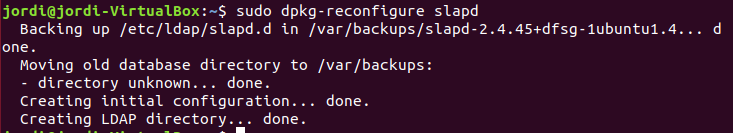 jordi@jordi-VirtualBox:~$ sudo dpkg-reconfigure slapd
  Backing up /etc/ldap/slapd.d in /var/backups/slapd-2.4.45+dfsg-1ubuntu1.4... d
one.
  Moving old database directory to /var/backups:
  - directory unknown... done.
  Creating initial configuration... done.
  Creating LDAP directory... done.